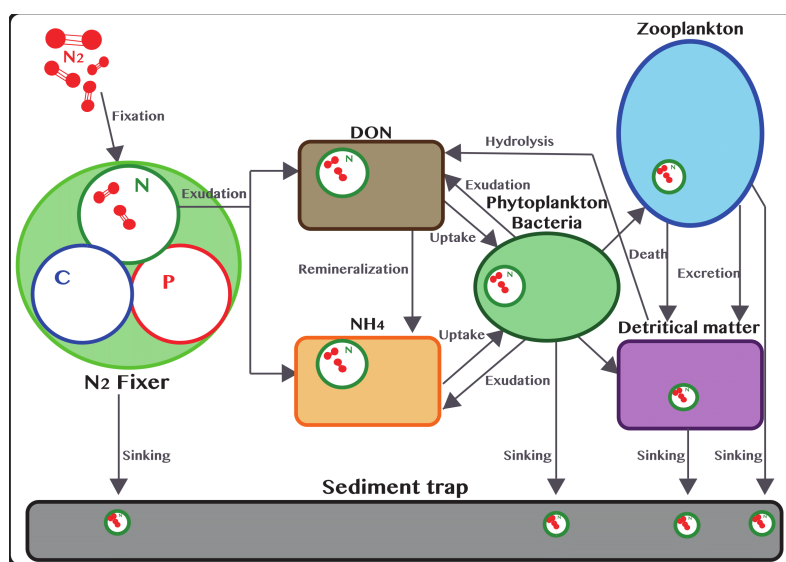 Zooplankton
N2
Fixation
DON
Hydrolysis
N
N
Exudation
Exudation
Phytoplankton
Bacteria
Uptake
C
P
Remineralization
Death
Excretion
NH4
N
Uptake
Detritical matter
Exudation
N2 Fixer
Sinking
Sinking
Sinking
Sinking
Sediment trap
N
N
N
N